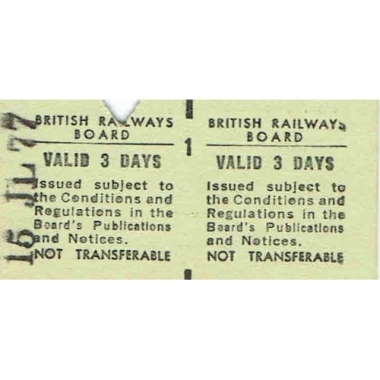 15 JL 77
BRITISH RAILWAYS
BOARD
VALID 3 DAYS
Issued subject to
the Conditions and
Regulations in the
Board's Publications
and Notices.
NOT TRANSFERABLE
1
BRITISH RAILWAYS
BOARD
VALID 3 DAYS
Issued subject to
the Conditions and
Regulations in the
Board's Publications
and Notices.
NOT TRANSFERABLE